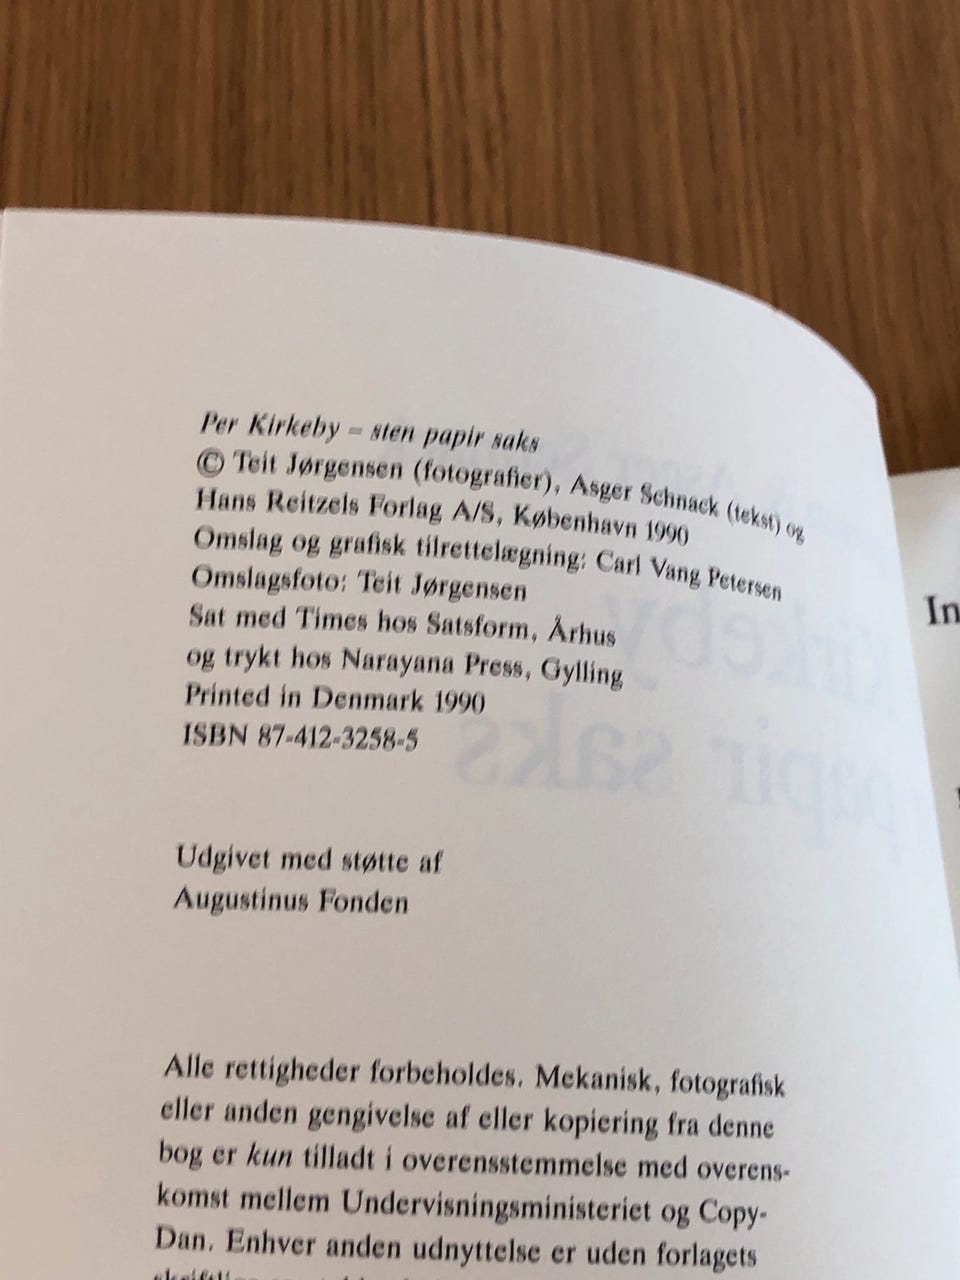 Per Kirkeby – sten papir saks
© Teit Jørgensen (fotografier), Asger Schnack (tekst) og
Hans Reitzels Forlag A/S, København 1990
Omslag og grafisk tilrettelægning: Carl Vang Petersen
Omslagsfoto: Teit Jørgensen
Sat med Times hos Satsform, Århus
og trykt hos Narayana Press, Gylling
Printed in Denmark 1990
ISBN 87-412-3258-5
Udgivet med støtte af
Augustinus Fonden
Alle rettigheder forbeholdes. Mekanisk, fotografisk
eller anden gengivelse af eller kopiering fra denne
bog er kun tilladt i overensstemmelse med overens-
komst mellem Undervisningsministeriet og Copy-
Dan. Enhver anden udnyttelse er uden forlagets
In